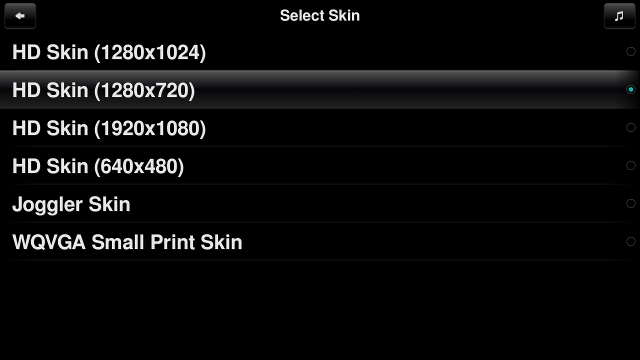 Select Skin
HD Skin (1280x1024)
HD Skin (1280x720)
HD Skin (1920x1080)
HD Skin (640x480)
Joggler Skin
WQVGA Small Print Skin